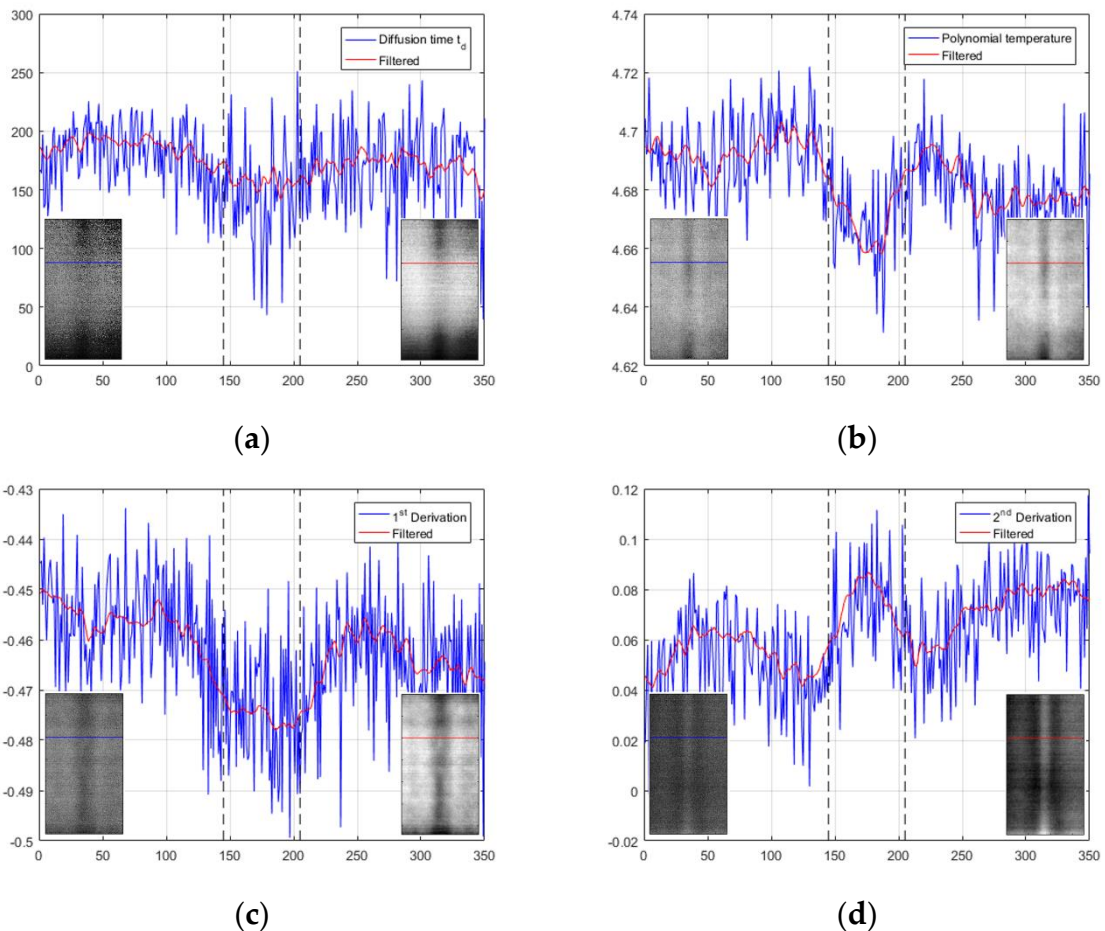 300
250
200
150
100
50
0
0 50 100 150 200 250 300 350
Diffusion time t_d
Filtered
(a)
4.74
4.72
4.7
4.68
4.66
4.64
4.62
0 50 100 150 200 250 300 350
Polynomial temperature
Filtered
(b)
-0.43
-0.44
-0.45
-0.46
-0.47
-0.48
-0.49
-0.5
0 50 100 150 200 250 300 350
1st Derivation
Filtered
(c)
0.12
0.1
0.08
0.06
0.04
0.02
0
-0.02
0 50 100 150 200 250 300 350
2nd Derivation
Filtered
(d)